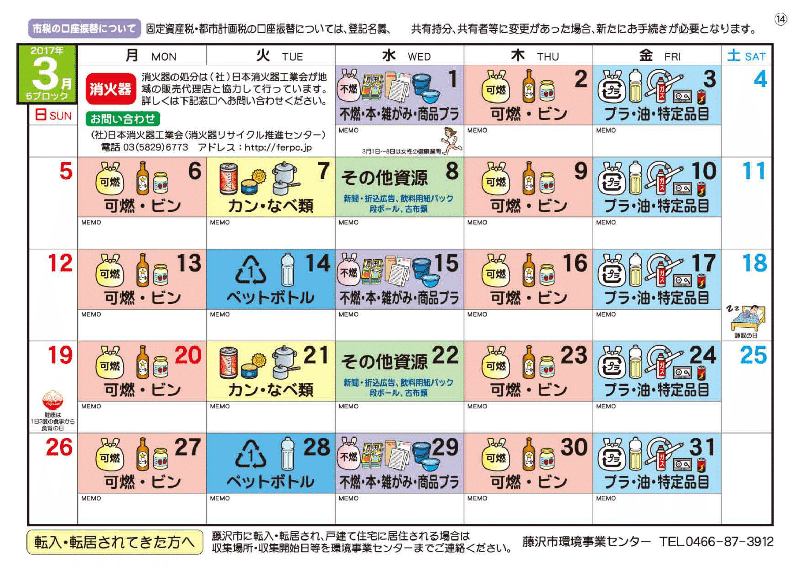 市税の口座振替について 固定資産税・都市計画税の口座振替については、登記名義、 共有持分、共有者等に変更があった場合、新たにお手続きが必要となります。
⑭
2017年
3月
6ブロック
月 MON 火 TUE 水 WED 木 THU 金 FRI 土 SAT
日 SUN
消火器
消火器の処分は(社)日本消火器工業会が地
域の販売代理店と協力して行っています。
詳しくは下記窓口へお問い合わせください。
お問い合わせ
(社)日本消火器工業会(消火器リサイクル推進センター)
電話 03(5829)6773 アドレス:http://ferpc.jp/
不燃 1
不燃・本・雑がみ・商品プラ
MEMO
3月1日~8日は女性の健康週間
可燃 2
可燃・ビン
MEMO
プラ ガス 3
プラ・油・特定品目
MEMO
4
5
可燃 6
可燃・ビン
MEMO
7
カン・なべ類
MEMO
その他資源 8
新聞・折込広告、飲料用紙パック
段ボール、古布類
MEMO
可燃 9
可燃・ビン
MEMO
プラ ガス 10
プラ・油・特定品目
MEMO
11
12
可燃 13
可燃・ビン
MEMO
1 14
ペットボトル
MEMO
不燃 15
不燃・本・雑がみ・商品プラ
MEMO
可燃 16
可燃・ビン
MEMO
プラ ガス 17
プラ・油・特定品目
MEMO
18
ZZ
睡眠の日
19
健康は
1日3回の食事から
食育の日
可燃 20
可燃・ビン
MEMO
21
カン・なべ類
MEMO
その他資源 22
新聞・折込広告、飲料用紙パック
段ボール、古布類
MEMO
可燃 23
可燃・ビン
MEMO
プラ ガス 24
プラ・油・特定品目
MEMO
25
26
可燃 27
可燃・ビン
MEMO
1 28
ペットボトル
MEMO
不燃 29
不燃・本・雑がみ・商品プラ
MEMO
可燃 30
可燃・ビン
MEMO
プラ ガス 31
プラ・油・特定品目
MEMO
転入・転居されてきた方へ
藤沢市に転入・転居され、戸建て住宅に居住される場合は
収集場所・収集開始日等を環境事業センターまでご連絡ください。
藤沢市環境事業センター TEL0466-87-3912